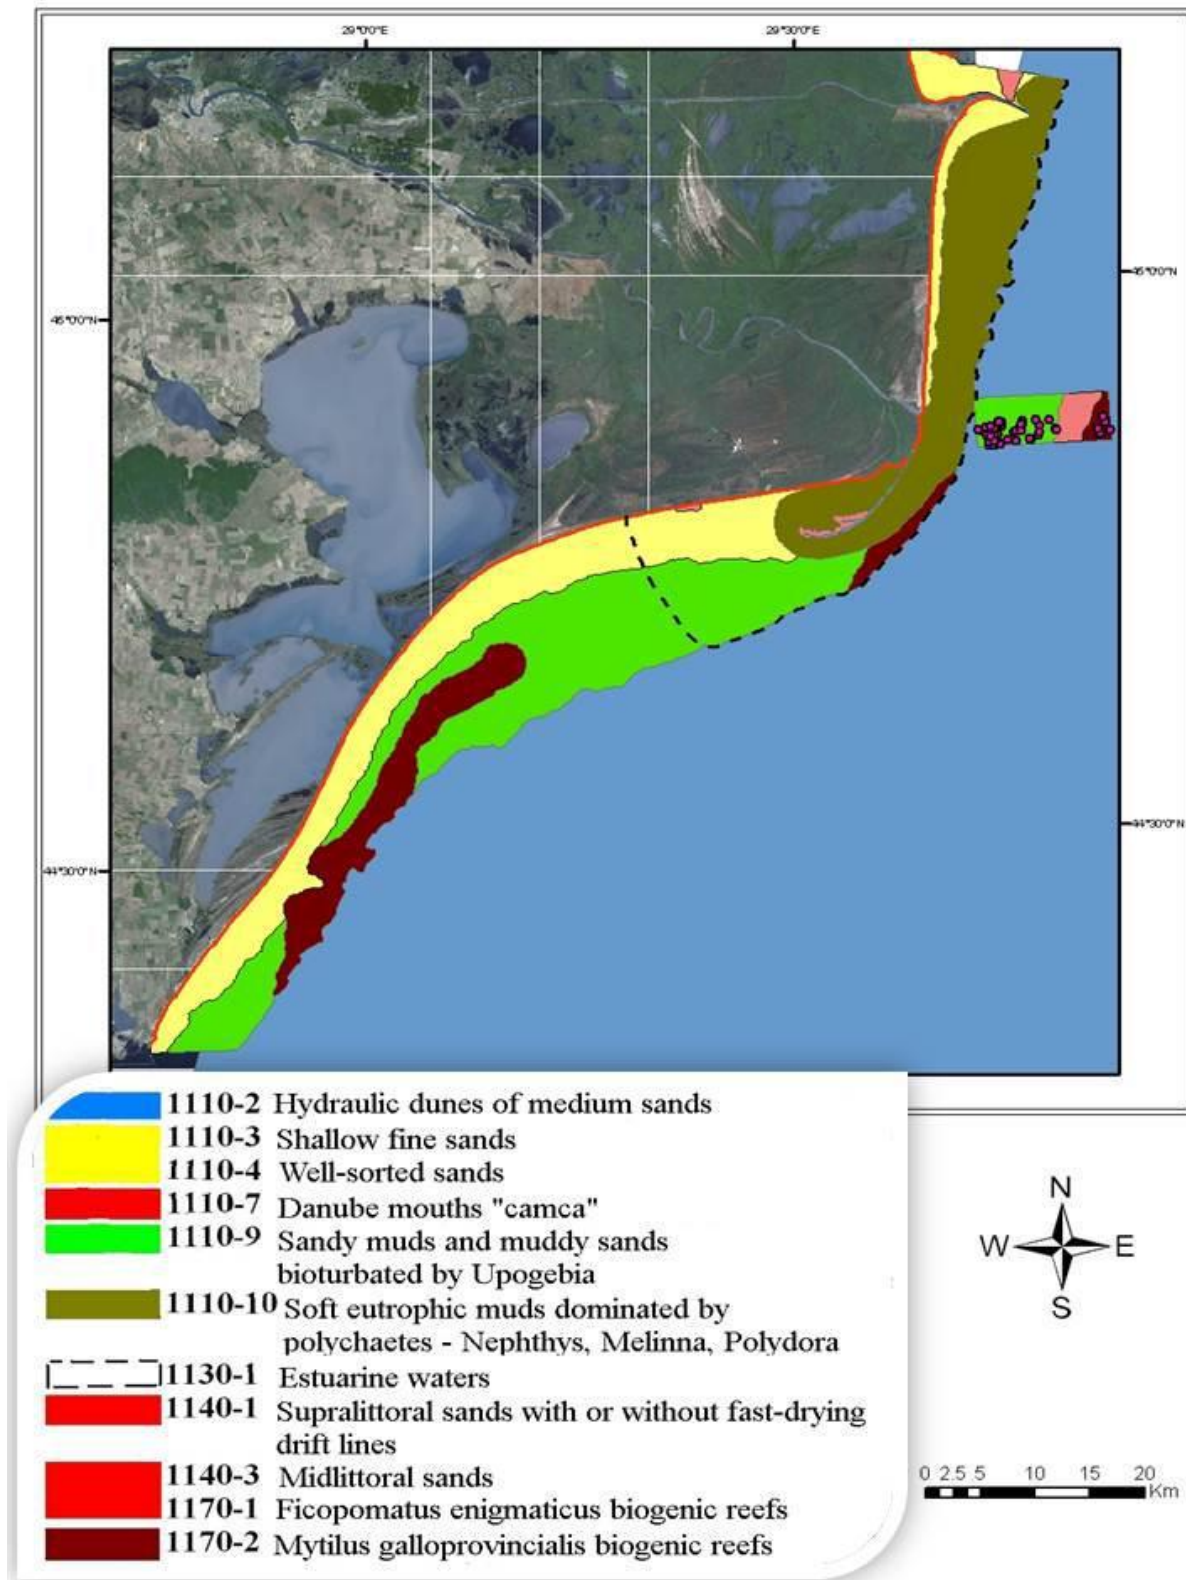 29°0'0"E
29°30'0"E
45°0'0"N
45°0'0"N
44°30'0"N
44°30'0"N
1110-2 Hydraulic dunes of medium sands
1110-3 Shallow fine sands
1110-4 Well-sorted sands
1110-7 Danube mouths "camca"
1110-9 Sandy muds and muddy sands
bioturbated by Upogebia
1110-10 Soft eutrophic muds dominated by
polychaetes - Nephthys, Melinna, Polydora
1130-1 Estuarine waters
1140-1 Supralittoral sands with or without fast-drying
drift lines
1140-3 Midlittoral sands
1170-1 Ficopomatus enigmaticus biogenic reefs
1170-2 Mytilus galloprovincialis biogenic reefs
N
W E
S
0 2.5 5 10 15 20
Km